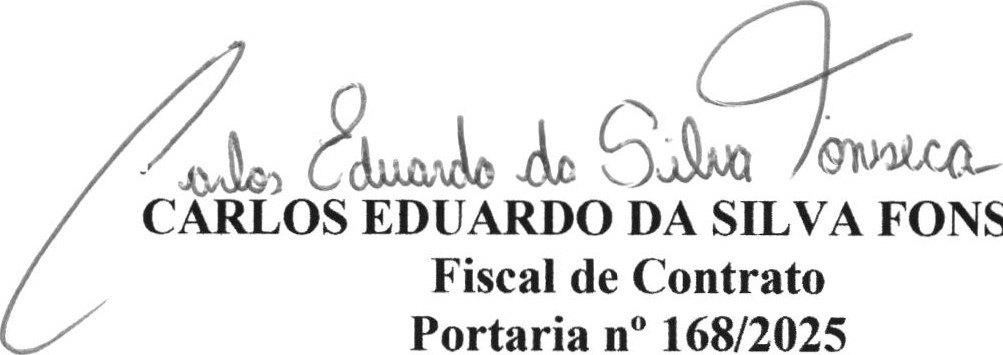 Carlos Eduardo da Silva Fonseca
CARLOS EDUARDO DA SILVA FONS
Fiscal de Contrato
Portaria nº 168/2025